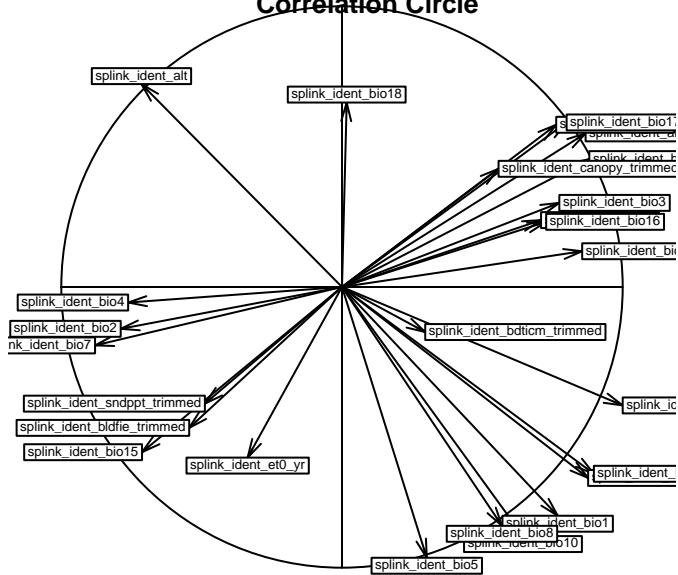 Correlation Circle
splink_ident_alt
splink_ident_bio18
splink_ident_bio17
splink_ident_canopy_trimmed
splink_ident_bio3
splink_ident_bio16
splink_ident_bio4
splink_ident_bio2
splink_ident_bdticm_trimmed
nk_ident_bio7
splink_ident_sndppt_trimmed
splink_ident_bldfie_trimmed
splink_ident_bio15
splink_ident_et0_yr
splink_ident_bio1
splink_ident_bio8
splink_ident_bio10
splink_ident_bio5